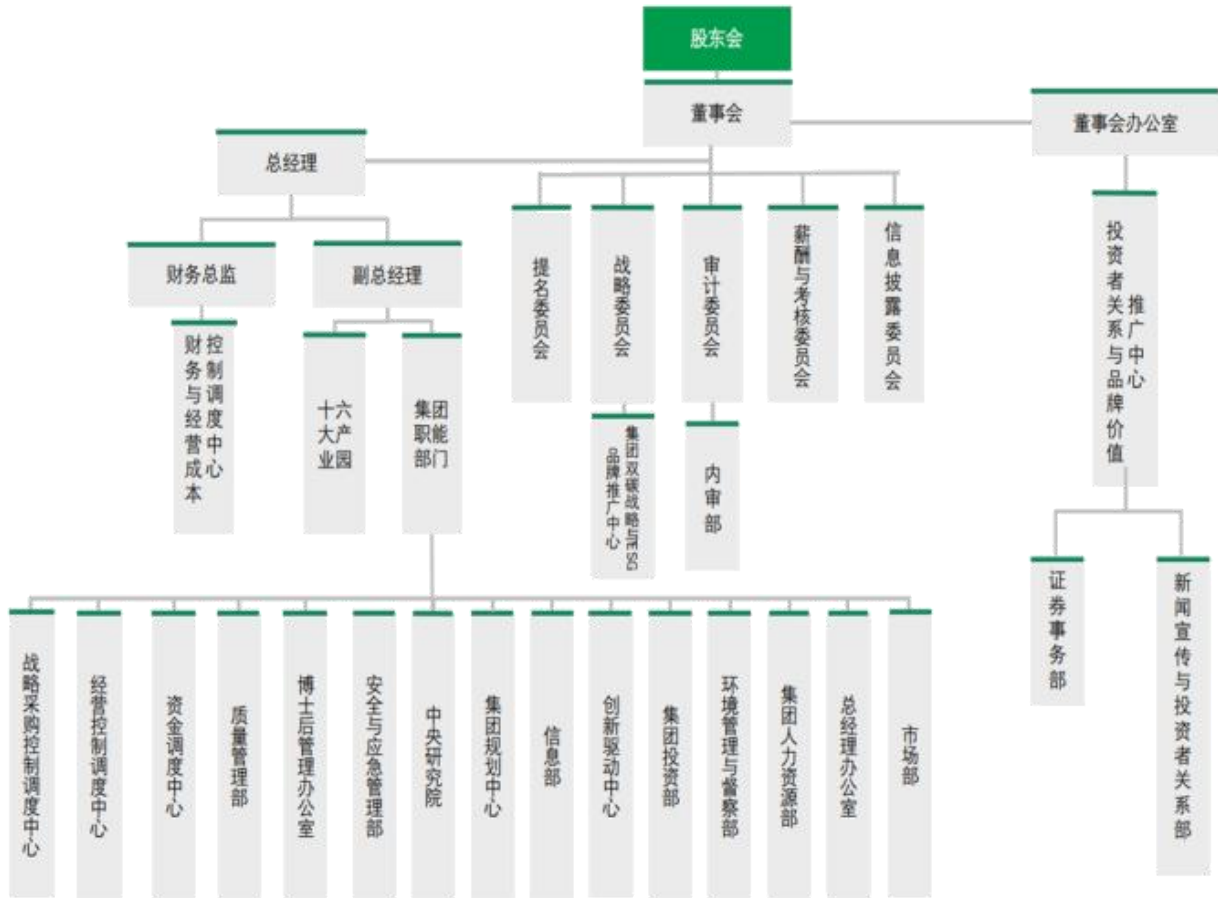 股东会
董事会
董事会办公室
总经理
财务总监
副总经理
提名委员会
战略委员会
审计委员会
薪酬与考核委员会
信息披露委员会
投资者关系与品牌价值
推广中心
财务与经营成本
控制调度中心
十六
大产
业园
集团
职能
部门
集团双碳战略与ESG
品牌推广中心
内审部
证券事务部
新闻宣传与投资者关系部
战略采购控制调度中心
经营控制调度中心
资金调度中心
质量管理部
博士后管理办公室
安全与应急管理部
中央研究院
集团规划中心
信息部
创新驱动中心
集团投资部
环境管理与督察部
集团人力资源部
总经理办公室
市场部